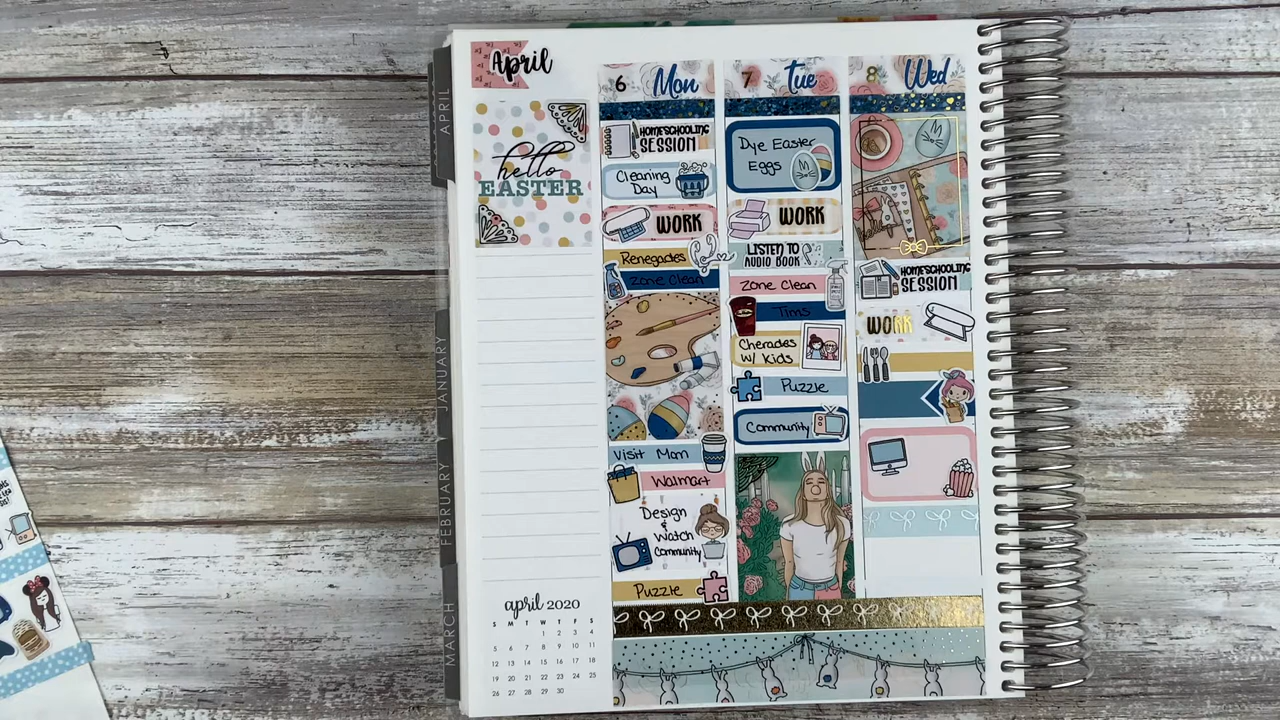 April
hello
EASTER
april 2020
S M T W T F S
1 2 3 4
5 6 7 8 9 10 11
12 13 14 15 16 17 18
19 20 21 22 23 24 25
26 27 28 29 30
6 Mon
HOMESCHOOLING
SESSION
Cleaning
Day
WORK
Renegades
Zone Clean
Visit Mom
Walmart
Design
&
Watch
Community
Puzzle
7 Tue
Dye Easter
Eggs
WORK
LISTEN TO
AUDIO BOOK
Zone Clean
Tims
Cherades
w/ kids
Puzzle
Community
8 Wed
HOMESCHOOLING
SESSION
WORK
APRIL
JANUARY
FEBRUARY
MARCH